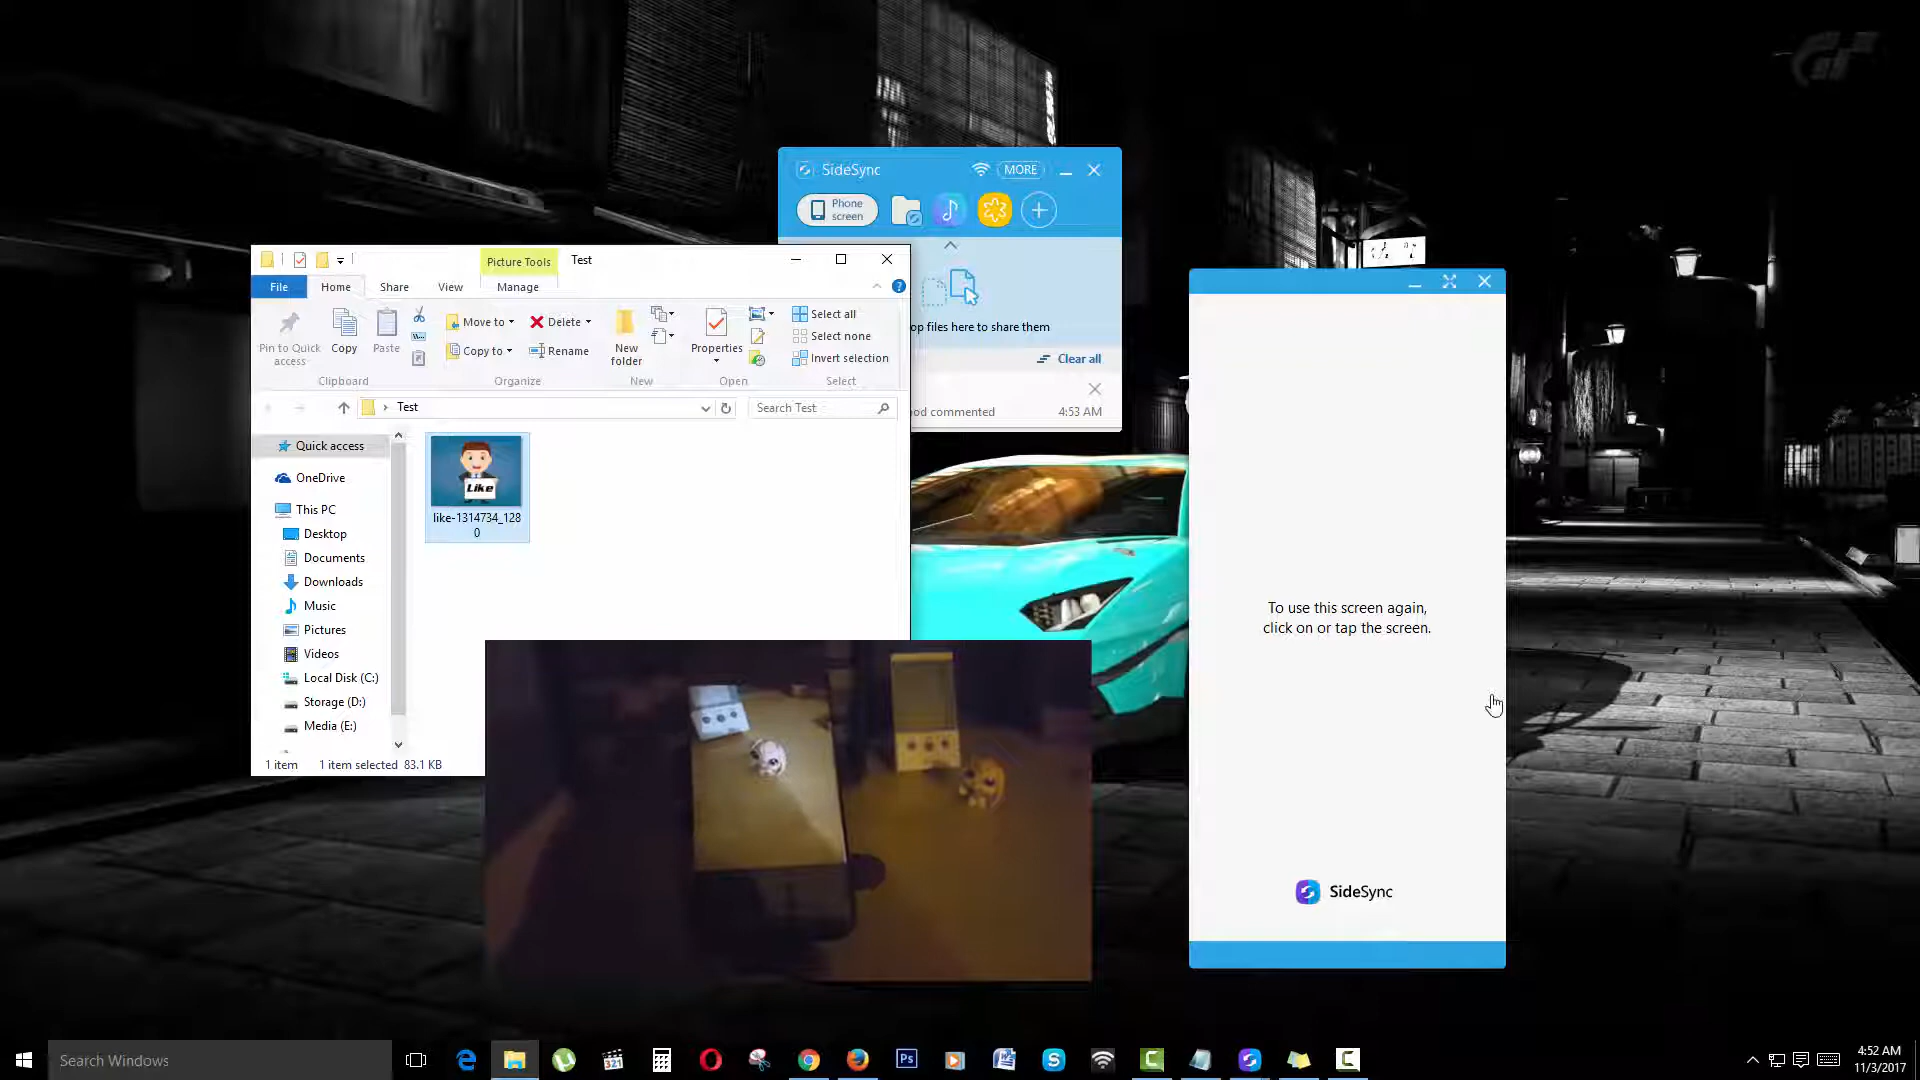 SideSync
MORE
Phone
screen
op files here to share them
Clear all
od commented
4:53 AM
Picture Tools
Test
File
Home
Share
View
Manage
Pin to Quick
access
Copy
Paste
Clipboard
Move to
Copy to
Delete
Rename
Organize
New
folder
New
Properties
Open
Select all
Select none
Invert selection
Select
Test
Search Test
Quick access
OneDrive
This PC
Desktop
Documents
Downloads
Music
Pictures
Videos
Local Disk (C:)
Storage (D:)
Media (E:)
Like
like-1314734_128
0
1 item
1 item selected
83.1 KB
To use this screen again,
click on or tap the screen.
SideSync
Search Windows
321
Ps
4:52 AM
11/3/2017